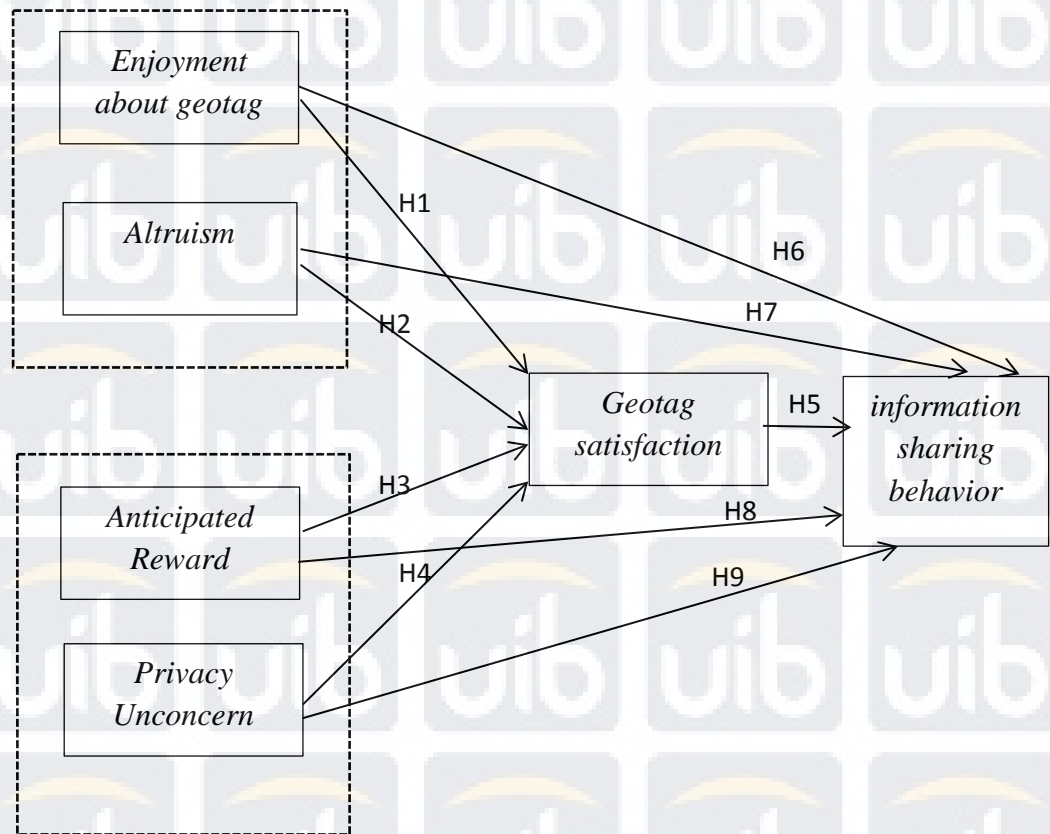 Enjoyment
about geotag
H1
H6
Altruism
H7
H2
Geotag
satisfaction
H5
information
sharing
behavior
H3
Anticipated
Reward
H8
H4
H9
Privacy
Unconcern
uib